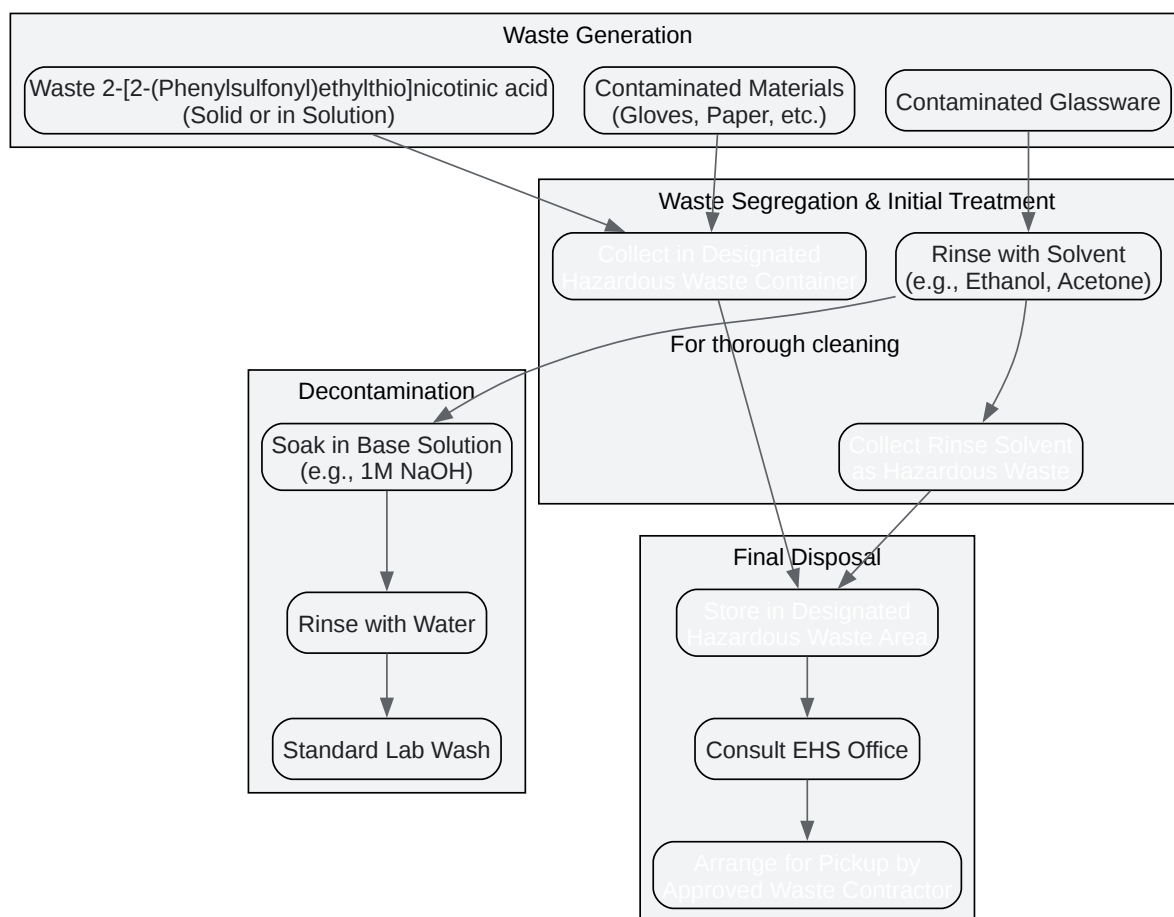 Waste Generation
Waste 2-[2-(Phenylsulfonyl)ethylthio]nicotinic acid
(Solid or in Solution)
Contaminated Materials
(Gloves, Paper, etc.)
Contaminated Glassware
Waste Segregation & Initial Treatment
Collect in Designated
Hazardous Waste Container
Rinse with Solvent
(e.g., Ethanol, Acetone)
For thorough cleaning
Decontamination
Soak in Base Solution
(e.g., 1M NaOH)
Collect Rinse Solvent
as Hazardous Waste
Final Disposal
Store in Designated
Hazardous Waste Area
Rinse with Water
Consult EHS Office
Standard Lab Wash
Arrange for Pickup by
Approved Waste Contractor